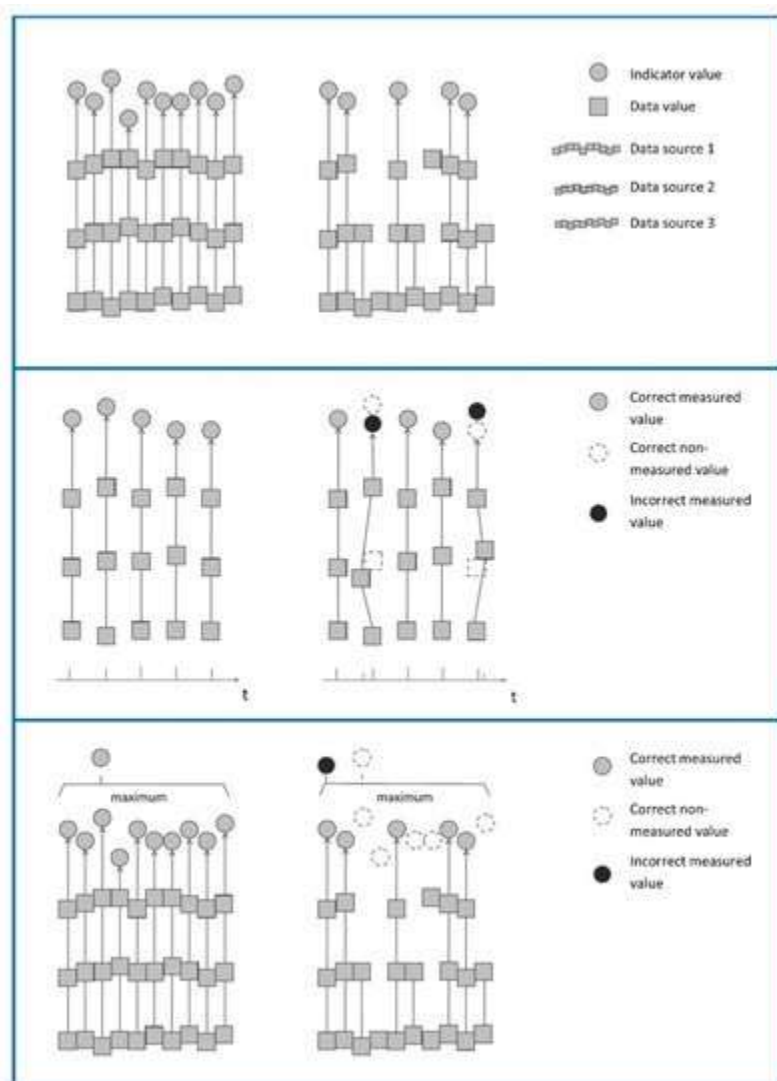 Indicator value
Data value
Data source 1
Data source 2
Data source 3
Correct measured
value
Correct non-
measured value
Incorrect measured
value
t
t
maximum
maximum
Correct measured
value
Correct non-
measured value
Incorrect measured
value